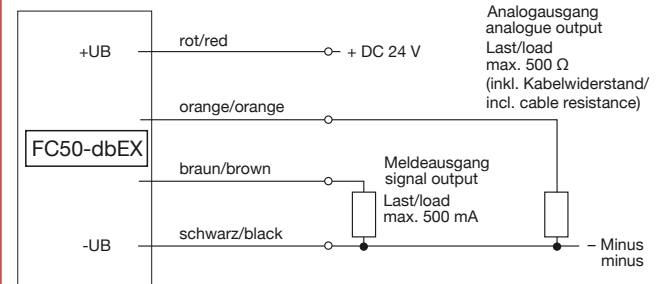 +UB
rot/red
+ DC 24 V
Analogausgang
analogue output
Last/load
max. 500 Ω
(inkl. Kabelwiderstand/
incl. cable resistance)
orange/orange
FC50-dbEX
braun/brown
Meldeausgang
signal output
Last/load
max. 500 mA
-UB
schwarz/black
– Minus
minus